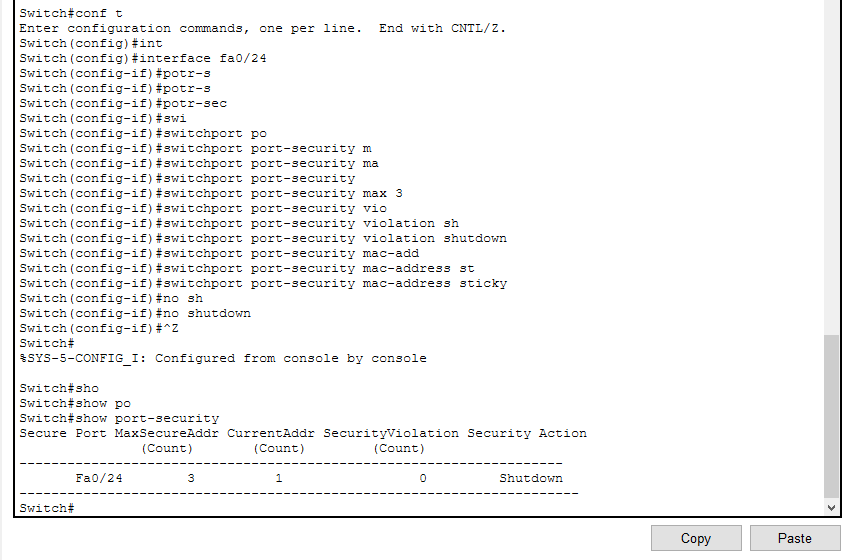 Switch#conf t
Enter configuration commands, one per line.  End with CNTL/Z.
Switch(config)#int
Switch(config)#interface fa0/24
Switch(config-if)#potr-s
Switch(config-if)#potr-s
Switch(config-if)#potr-sec
Switch(config-if)#swi
Switch(config-if)#switchport po
Switch(config-if)#switchport port-security m
Switch(config-if)#switchport port-security ma
Switch(config-if)#switchport port-security
Switch(config-if)#switchport port-security max 3
Switch(config-if)#switchport port-security vio
Switch(config-if)#switchport port-security violation sh
Switch(config-if)#switchport port-security violation shutdown
Switch(config-if)#switchport port-security mac-add
Switch(config-if)#switchport port-security mac-address st
Switch(config-if)#switchport port-security mac-address sticky
Switch(config-if)#no sh
Switch(config-if)#no shutdown
Switch(config-if)#^Z
Switch#
%SYS-5-CONFIG_I: Configured from console by console
Switch#sho
Switch#show po
Switch#show port-security
Secure Port MaxSecureAddr CurrentAddr SecurityViolation Security Action
(Count) (Count) (Count)
--------------------------------------------------------------------
Fa0/24 3 1 0 Shutdown
----------------------------------------------------------------------
Switch#
Copy Paste